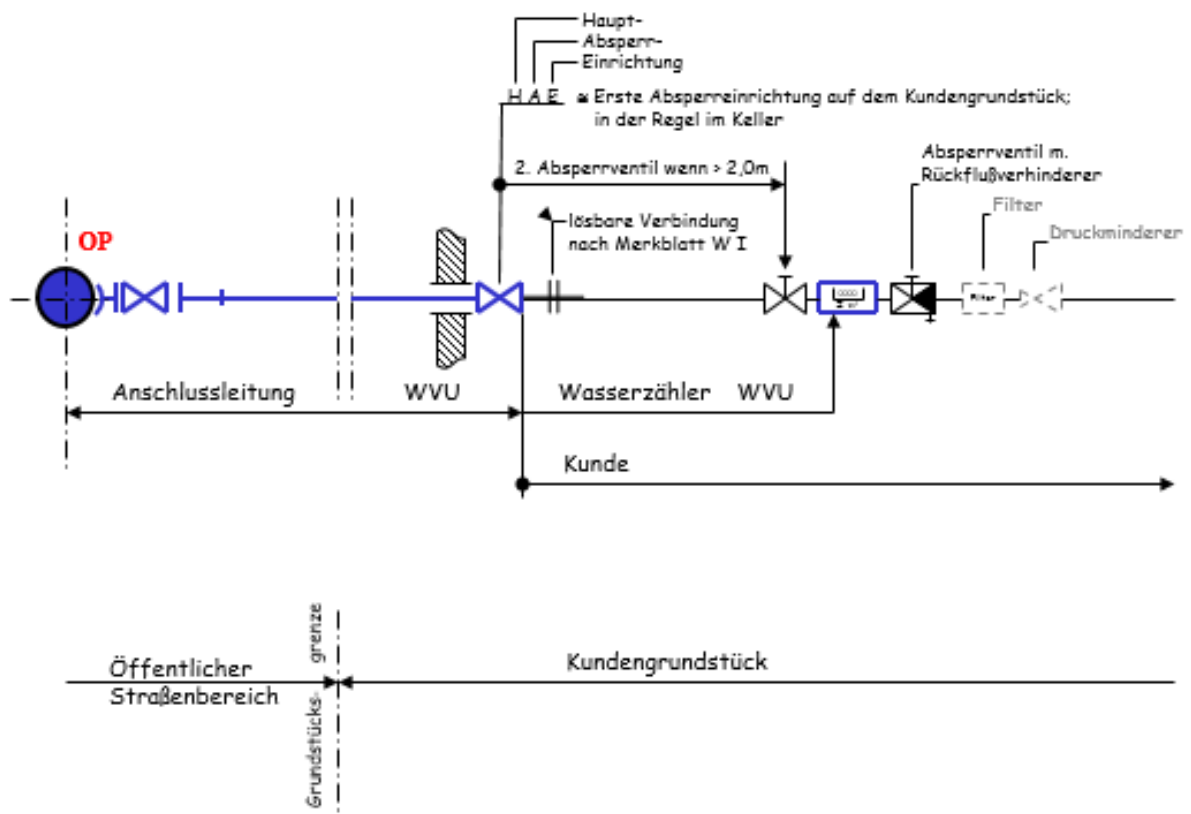 Haupt-
Absperr-
Einrichtung
H A E ≙ Erste Absperreinrichtung auf dem Kundengrundstück;
in der Regel im Keller
2. Absperrventil wenn > 2,0m
Absperrventil m.
Rückflußverhinderer
Filter
Druckminderer
lösbare Verbindung
nach Merkblatt W I
OP
Filter
Anschlussleitung WVU
Wasserzähler WVU
Kunde
Öffentlicher
Straßenbereich
Grundstücks- grenze
Kundengrundstück